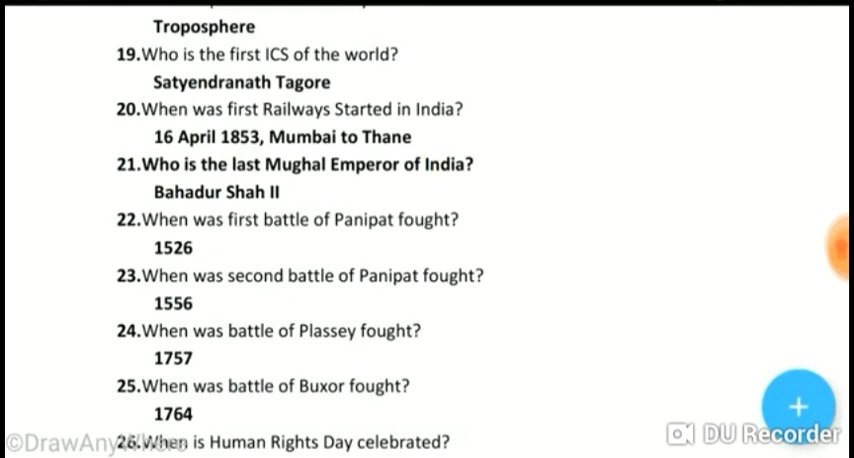 Troposphere
19.Who is the first ICS of the world?
Satyendranath Tagore
20.When was first Railways Started in India?
16 April 1853, Mumbai to Thane
21.Who is the last Mughal Emperor of India?
Bahadur Shah II
22.When was first battle of Panipat fought?
1526
23.When was second battle of Panipat fought?
1556
24.When was battle of Plassey fought?
1757
25.When was battle of Buxor fought?
1764
26.When is Human Rights Day celebrated?
©DrawAnyWhere
+
DU Recorder